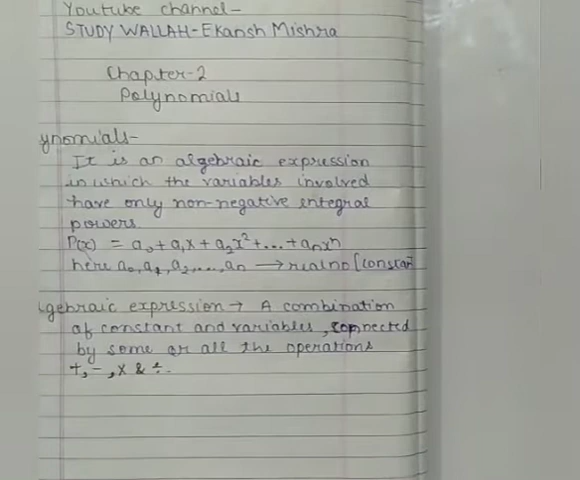 Youtube channel-
STUDY WALLAH-Ekansh Mishra
Chapter-2
Polynomials
ynomials-
It is an algebraic expression
in which the variables involved
have only non-negative integral
powers.
P(x) = a₀+a₁x+a₂x²+...+aₙxⁿ
here a₀,a₁,a₂,...,aₙ → real no [constan
lgebraic expression → A combination
of constant and variables, connected
by some or all the operations
+,-,x & ÷.